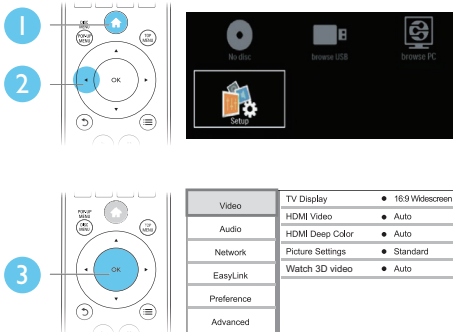 1
DISC MENU
POP-UP MENU
TOP MENU
2
OK
No disc
browse USB
browse PC
Setup
POP-UP MENU
DISC MENU
TOP MENU
3
OK
Video
Audio
Network
EasyLink
Preference
Advanced
TV Display • 16:9 Widescreen
HDMI Video • Auto
HDMI Deep Color • Auto
Picture Settings • Standard
Watch 3D video • Auto